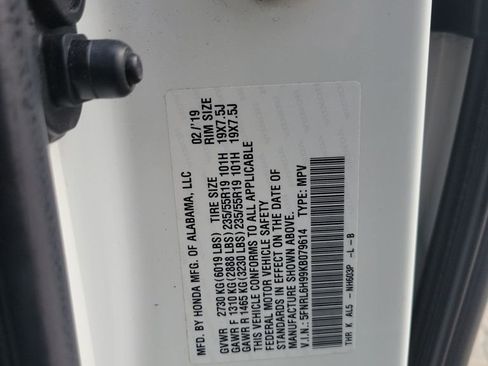 MFD. BY HONDA MFG. OF ALABAMA, LLC 02/'19
TIRE SIZE RIM SIZE
GVWR 2730 KG(6019 LBS)
GAWR F 1310 KG(2888 LBS) 235/55R19 101H 19X7.5J
GAWR R 1465 KG(3230 LBS) 235/55R19 101H 19X7.5J
THIS VEHICLE CONFORMS TO ALL APPLICABLE
FEDERAL MOTOR VEHICLE SAFETY
STANDARDS IN EFFECT ON THE DATE OF
MANUFACTURE SHOWN ABOVE.
V.I.N.: 5FNRL6H99KB079614 TYPE: MPV
THR K AL5 - NH603P -L -B